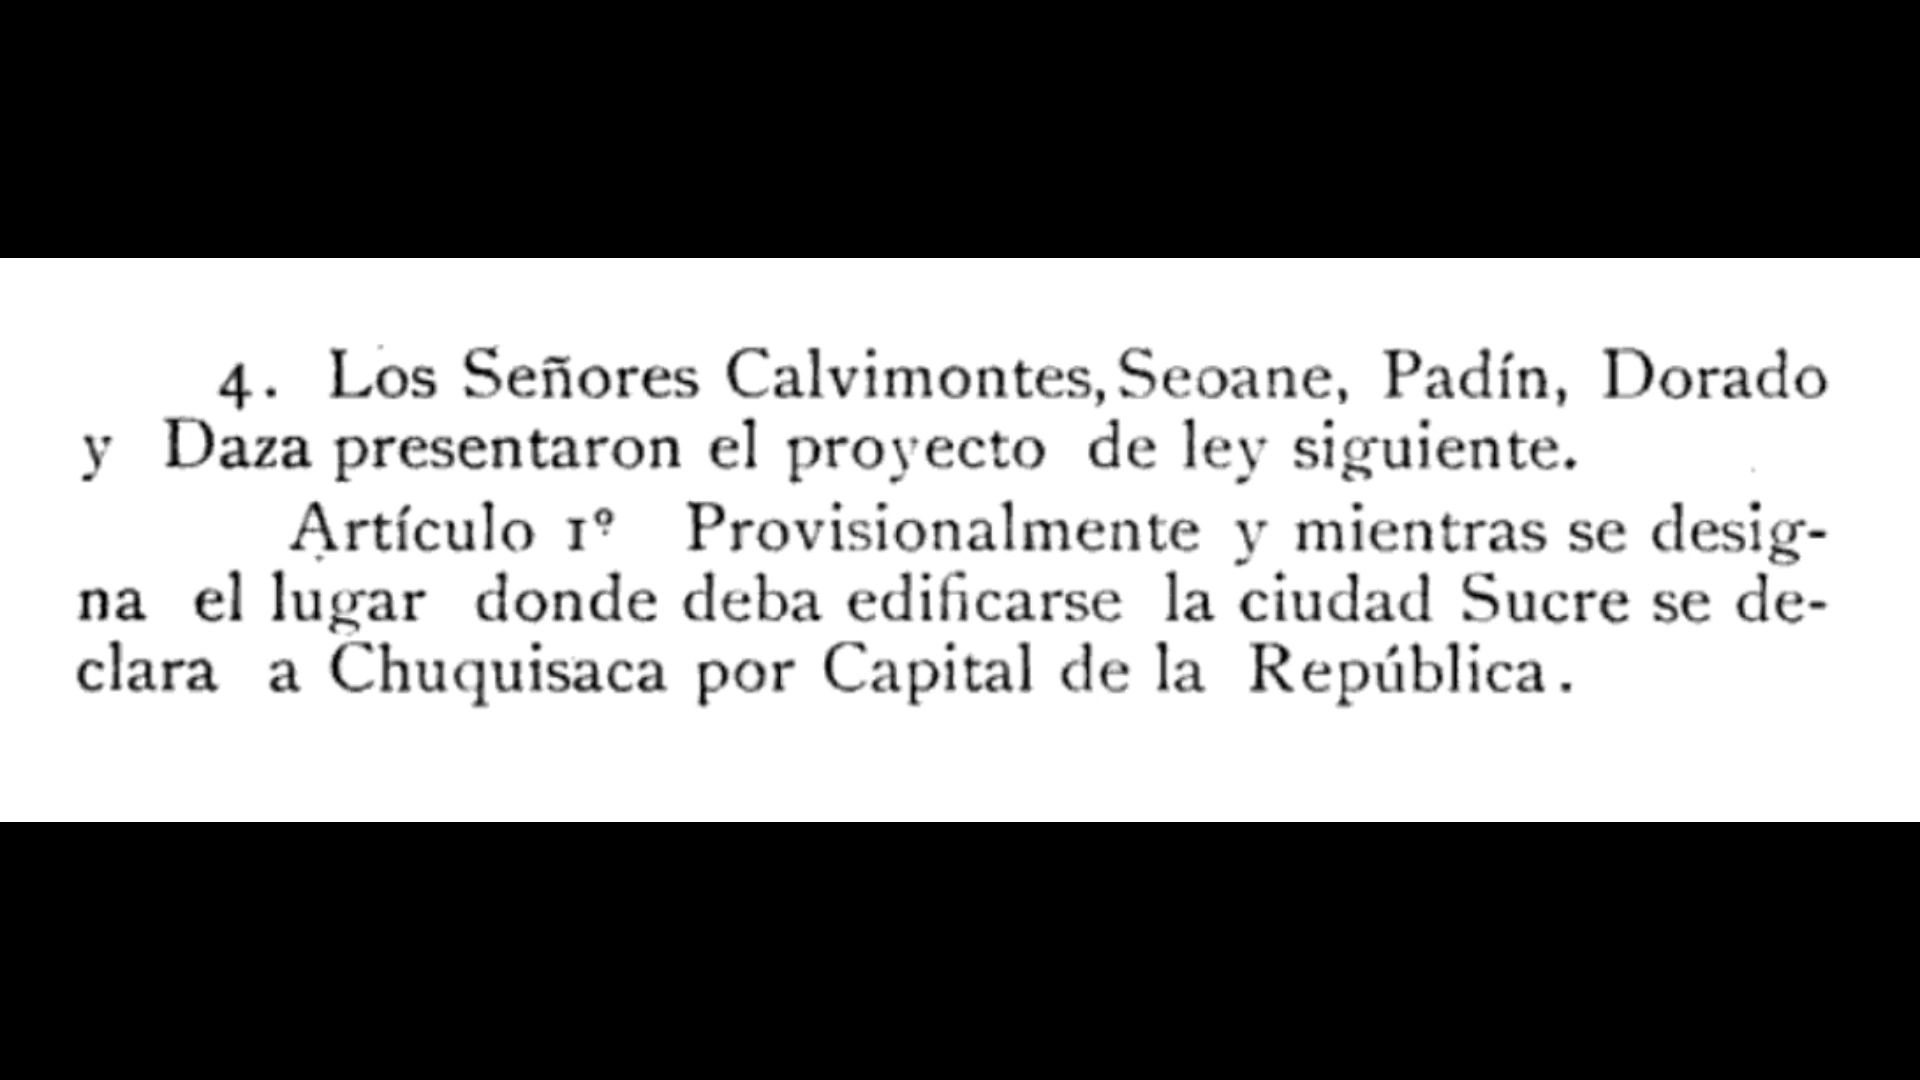 4. Los Señores Calvimontes, Seoane, Padín, Dorado
y Daza presentaron el proyecto de ley siguiente.
Artículo 1º Provisionalmente y mientras se desig-
na el lugar donde deba edificarse la ciudad Sucre se de-
clara a Chuquisaca por Capital de la República.